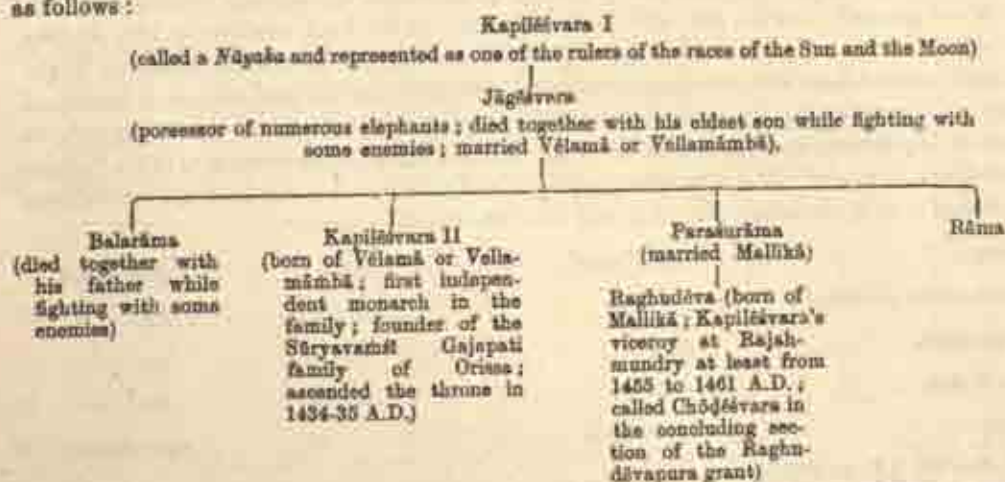 as follows :
Kapilēśvara I
(called a Nāyaka and represented as one of the rulers of the races of the Sun and the Moon)
Jāgēśvara
(poressor of numerous elephants ; died together with his eldest son while fighting with
some enemies ; married Vēlamā or Vellamāmbā).
Balarāma
(died together with
his father while
fighting with some
enemies)
Kapilēśvara II
(born of Vēlamā or Vella-
māmbā ; first indepen-
dent monarch in the
family ; founder of the
Sūryavaṁśī Gajapati
family of Orissa ;
ascended the throne in
1434-35 A.D.)
Paraśurāma
(married Mallikā)
Raghudēva (born of
Mallikā ; Kapilēśvara's
viceroy at Rajah-
mundry at least from
1455 to 1461 A.D. ;
called Chōḍēśvara in
the concluding sec-
tion of the Raghu-
dēvapura grant)
Rāma